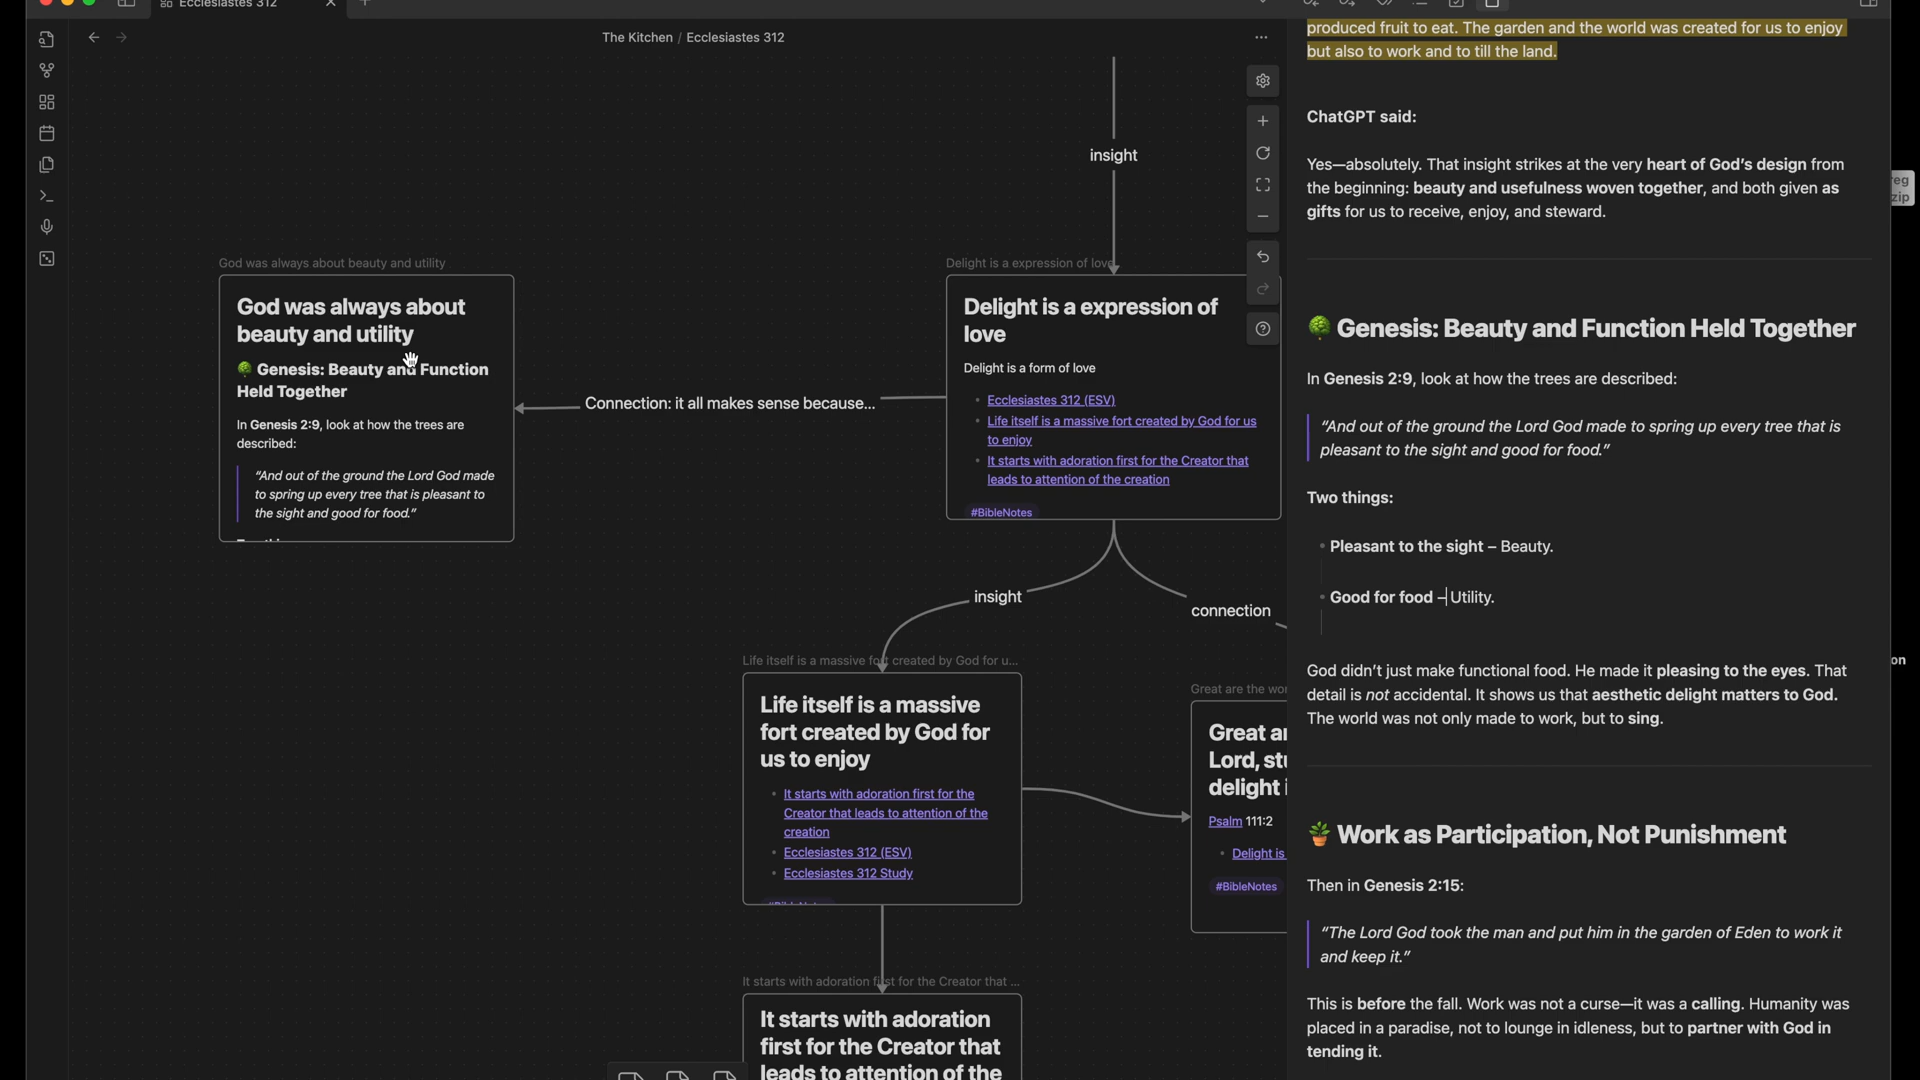 Ecclesiastes 312
The Kitchen / Ecclesiastes 312
insight
God was always about beauty and utility
God was always about
beauty and utility
🌳 Genesis: Beauty and Function
Held Together
In Genesis 2:9, look at how the trees are
described:
“And out of the ground the Lord God made
to spring up every tree that is pleasant to
the sight and good for food.”
Connection: it all makes sense because...
Delight is a expression of love
Delight is a expression of
love
Delight is a form of love
• Ecclesiastes 312 (ESV)
• Life itself is a massive fort created by God for us
to enjoy
• It starts with adoration first for the Creator that
leads to attention of the creation
#BibleNotes
insight
connection
Life itself is a massive fort created by God for u...
Life itself is a massive
fort created by God for
us to enjoy
• It starts with adoration first for the
Creator that leads to attention of the
creation
• Ecclesiastes 312 (ESV)
• Ecclesiastes 312 Study
#BibleNotes
Great are the
Lord,
delight
Psalm 111:2
• Delight is
#BibleNotes
It starts with adoration first for the Creator that ...
It starts with adoration
first for the Creator that
leads to attention of the
produced fruit to eat. The garden and the world was created for us to enjoy
but also to work and to till the land.
ChatGPT said:
Yes—absolutely. That insight strikes at the very heart of God’s design from
the beginning: beauty and usefulness woven together, and both given as
gifts for us to receive, enjoy, and steward.
🌳 Genesis: Beauty and Function Held Together
In Genesis 2:9, look at how the trees are described:
“And out of the ground the Lord God made to spring up every tree that is
pleasant to the sight and good for food.”
Two things:
• Pleasant to the sight – Beauty.
• Good for food – Utility.
God didn’t just make functional food. He made it pleasing to the eyes. That
detail is not accidental. It shows us that aesthetic delight matters to God.
The world was not only made to work, but to sing.
🪴 Work as Participation, Not Punishment
Then in Genesis 2:15:
“The Lord God took the man and put him in the garden of Eden to work it
and keep it.”
This is before the fall. Work was not a curse—it was a calling. Humanity was
placed in a paradise, not to lounge in idleness, but to partner with God in
tending it.
zip
on